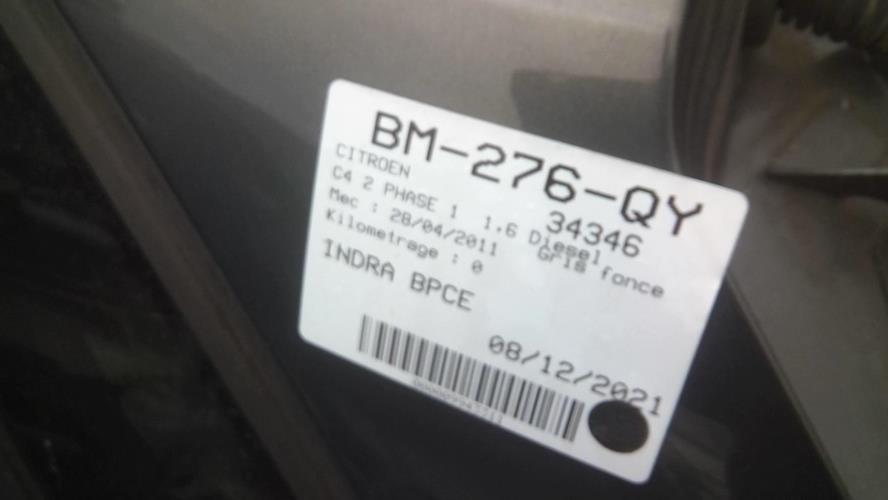 BM-276-QY
CITROEN 34346
C4 2 PHASE 1 1.6 Diesel
Mec : 28/04/2011 Gris fonce
Kilometrage : 0
INDRA BPCE
08/12/2021